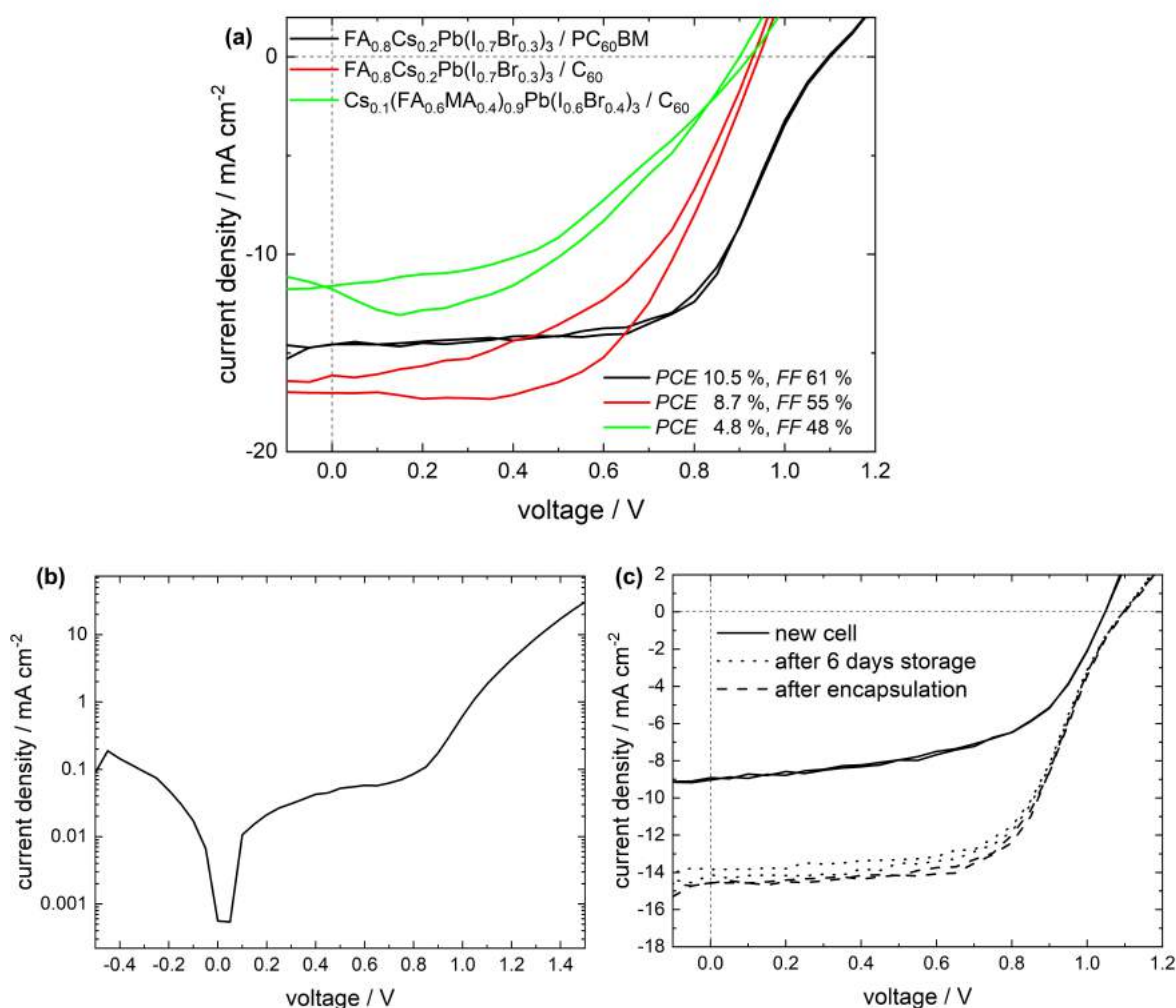 (a)
FA0.8Cs0.2Pb(I0.7Br0.3)3 / PC60BM
FA0.8Cs0.2Pb(I0.7Br0.3)3 / C60
Cs0.1(FA0.6MA0.4)0.9Pb(I0.6Br0.4)3 / C60
0
-10
-20
current density / mA cm-2
PCE 10.5 %, FF 61 %
PCE 8.7 %, FF 55 %
PCE 4.8 %, FF 48 %
0.0 0.2 0.4 0.6 0.8 1.0 1.2
voltage / V
(b)
10
1
0.1
0.01
0.001
current density / mA cm-2
-0.4 -0.2 0.0 0.2 0.4 0.6 0.8 1.0 1.2 1.4
voltage / V
(c)
2
0
-2
-4
-6
-8
-10
-12
-14
-16
-18
current density / mA cm-2
new cell
after 6 days storage
after encapsulation
0.0 0.2 0.4 0.6 0.8 1.0 1.2
voltage / V